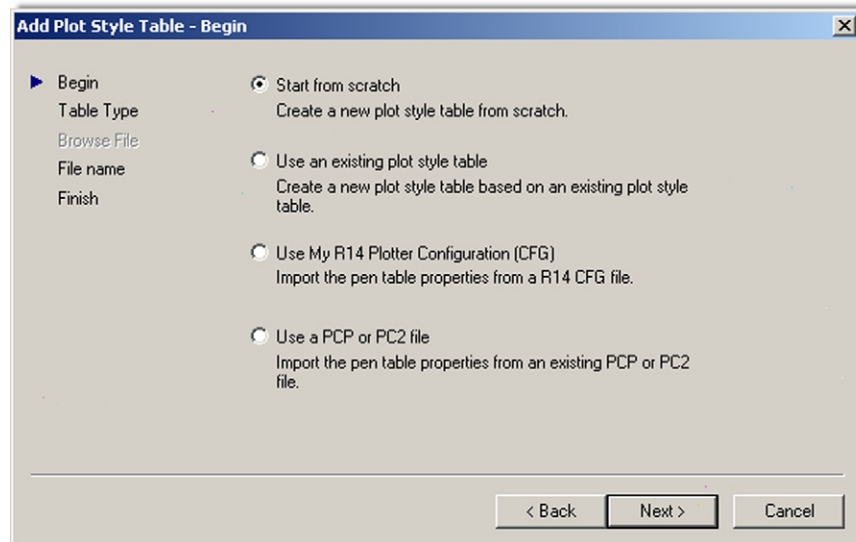 Add Plot Style Table - Begin
Begin
Table Type
Browse File
File name
Finish
Start from scratch
Create a new plot style table from scratch.
Use an existing plot style table
Create a new plot style table based on an existing plot style
table.
Use My R14 Plotter Configuration (CFG)
Import the pen table properties from a R14 CFG file.
Use a PCP or PC2 file
Import the pen table properties from an existing PCP or PC2
file.
< Back
Next >
Cancel